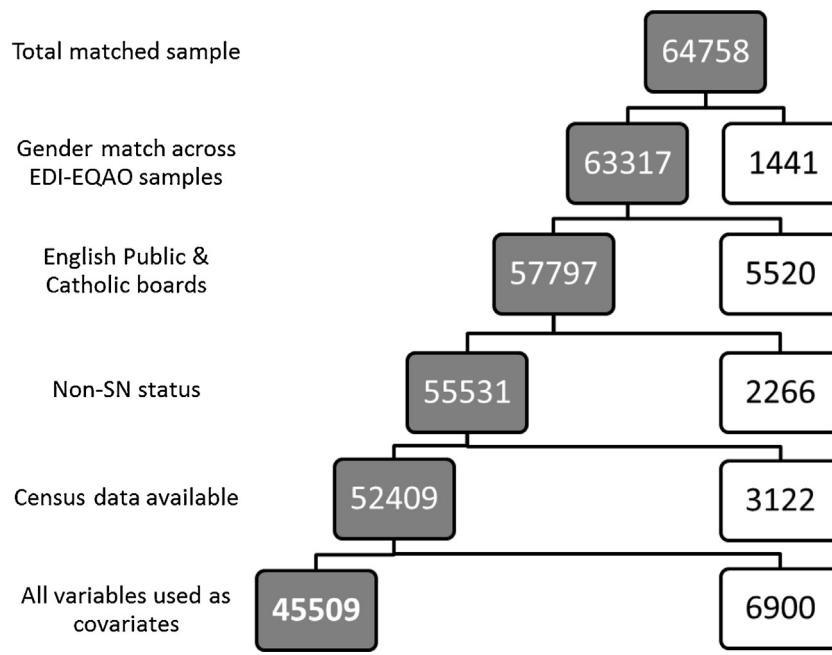 Total matched sample
64758
Gender match across
EDI-EQAO samples
63317
1441
English Public &
Catholic boards
57797
5520
Non-SN status
55531
2266
Census data available
52409
3122
All variables used as
covariates
45509
6900